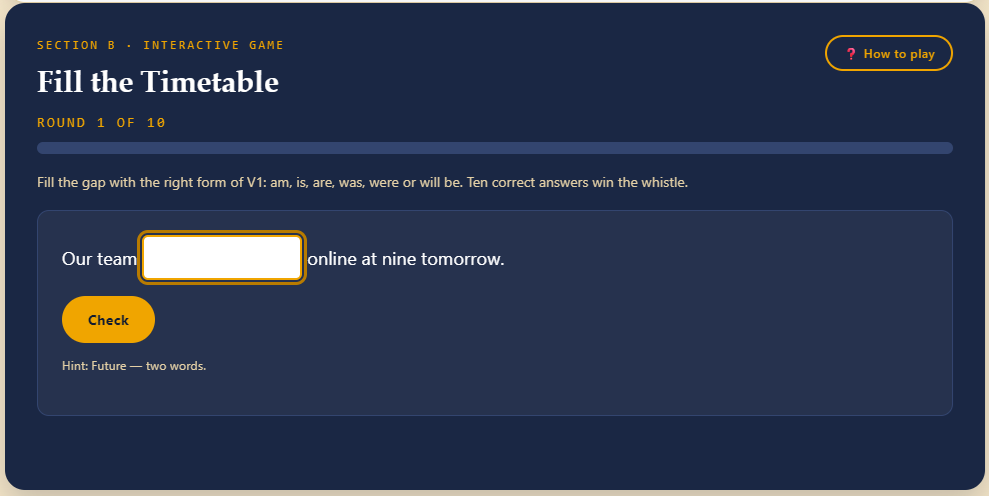 SECTION B · INTERACTIVE GAME
❓ How to play
Fill the Timetable
ROUND 1 OF 10
Fill the gap with the right form of V1: am, is, are, was, were or will be. Ten correct answers win the whistle.
Our team online at nine tomorrow.
Check
Hint: Future — two words.